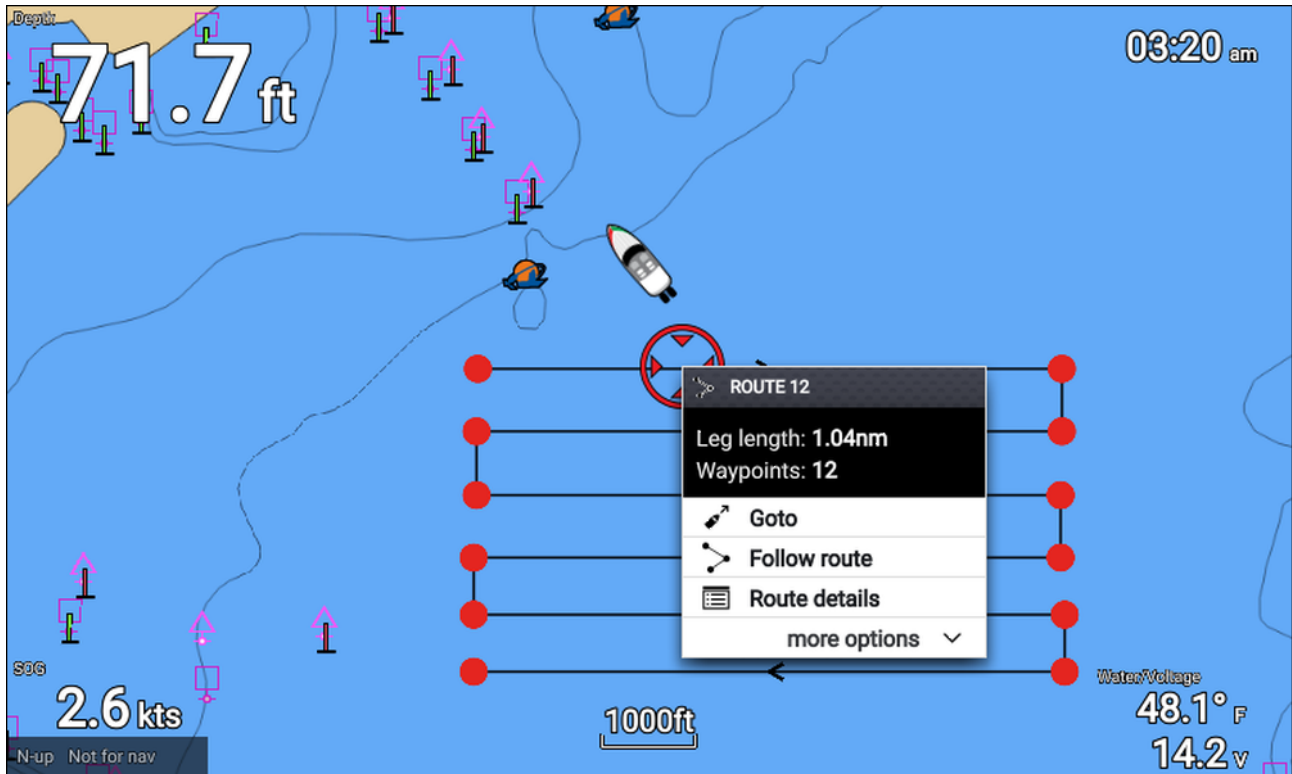 Depth
71.7 ft
03:20 am
ROUTE 12
Leg length: 1.04nm
Waypoints: 12
Goto
Follow route
Route details
more options
SOG
2.6 kts
1000ft
Water/Voltage
48.1° F
14.2 V
N-up Not for nav